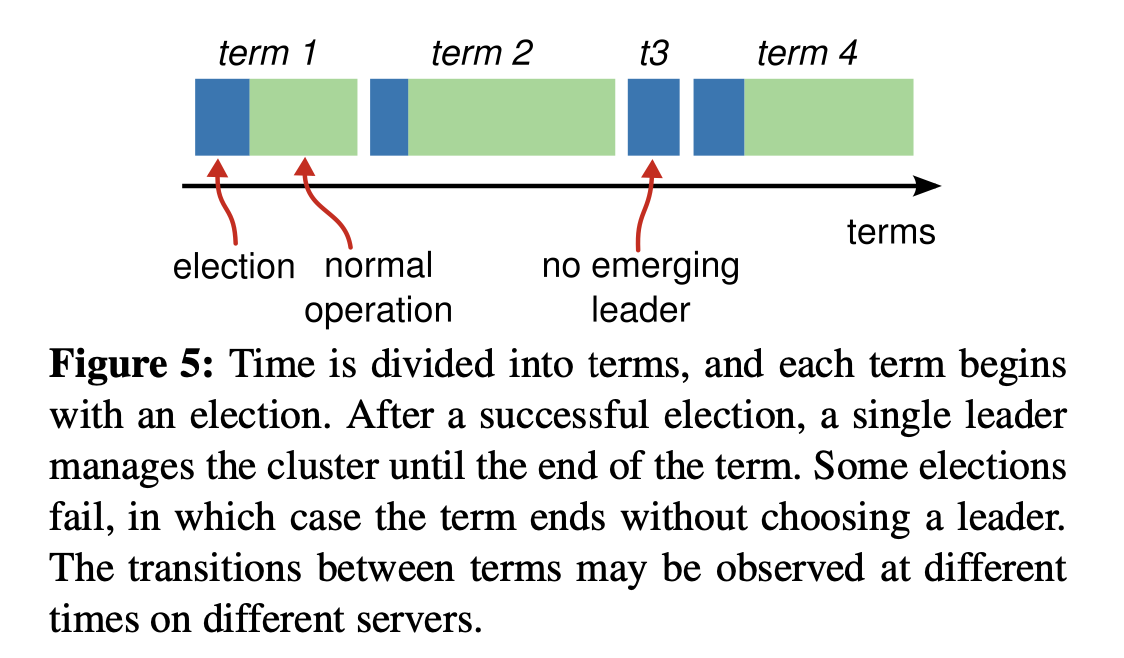 term 1 term 2 t3 term 4
terms
election normal operation no emerging leader
Figure 5: Time is divided into terms, and each term begins
with an election. After a successful election, a single leader
manages the cluster until the end of the term. Some elections
fail, in which case the term ends without choosing a leader.
The transitions between terms may be observed at different
times on different servers.